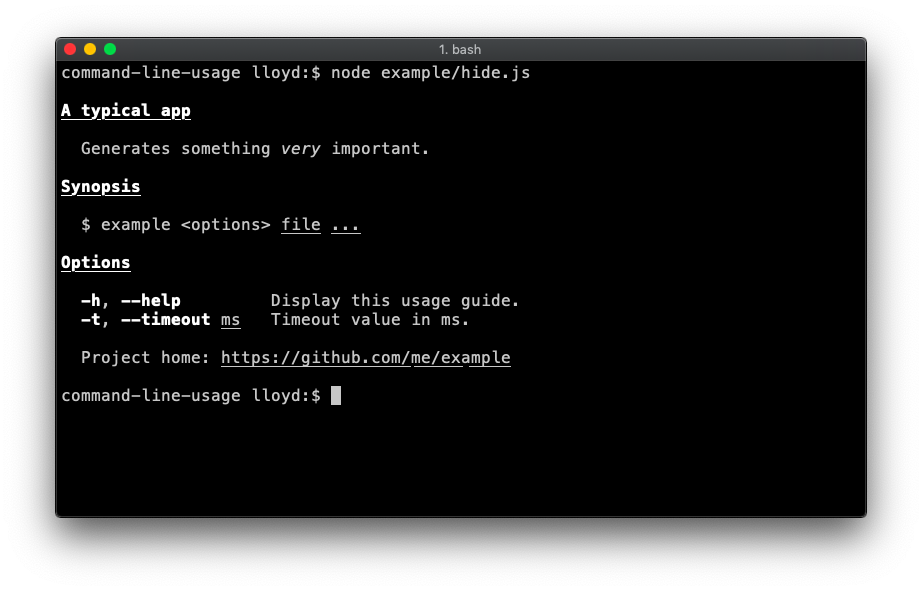 1. bash
command-line-usage lloyd:$ node example/hide.js
A typical app
Generates something very important.
Synopsis
$ example <options> file ...
Options
-h, --help Display this usage guide.
-t, --timeout ms Timeout value in ms.
Project home: https://github.com/me/example
command-line-usage lloyd:$